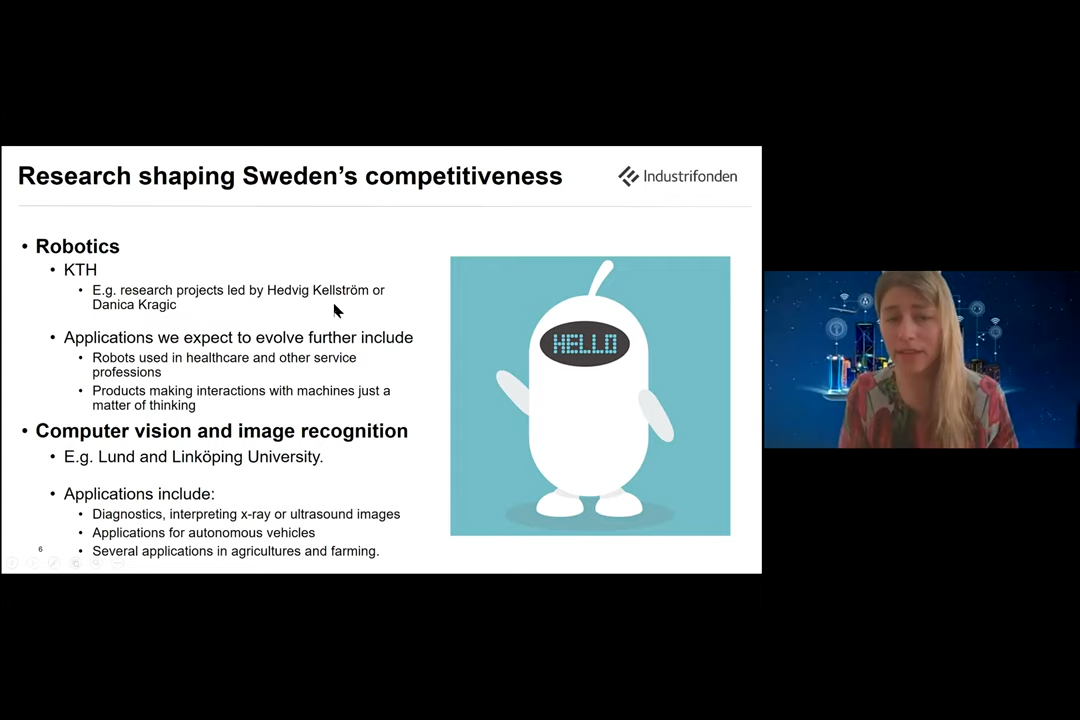 Research shaping Sweden's competitiveness
Industrifonden
• Robotics
• KTH
• E.g. research projects led by Hedvig Kellström or
Danica Kragic
• Applications we expect to evolve further include
• Robots used in healthcare and other service
professions
• Products making interactions with machines just a
matter of thinking
• Computer vision and image recognition
• E.g. Lund and Linköping University.
• Applications include:
• Diagnostics, interpreting x-ray or ultrasound images
• Applications for autonomous vehicles
• Several applications in agricultures and farming.
6
HELLO